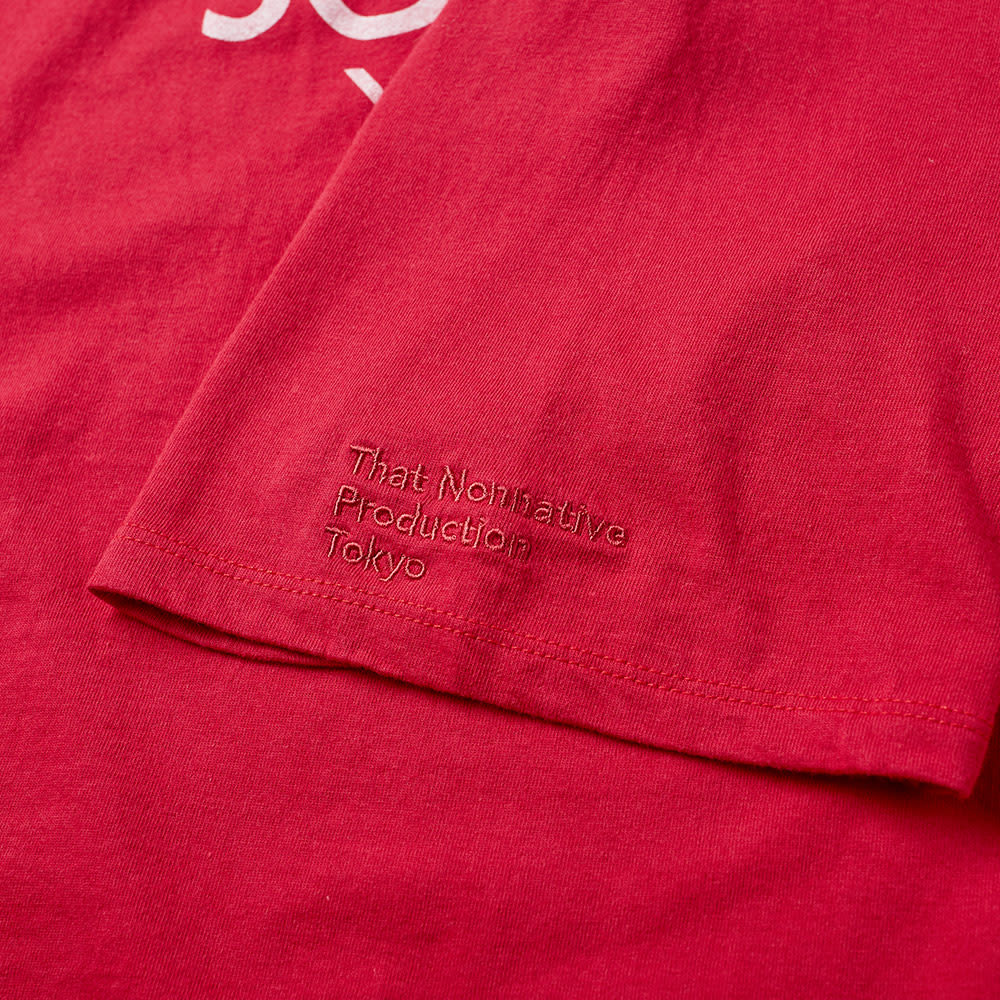 That Nonnative
Production
Tokyo